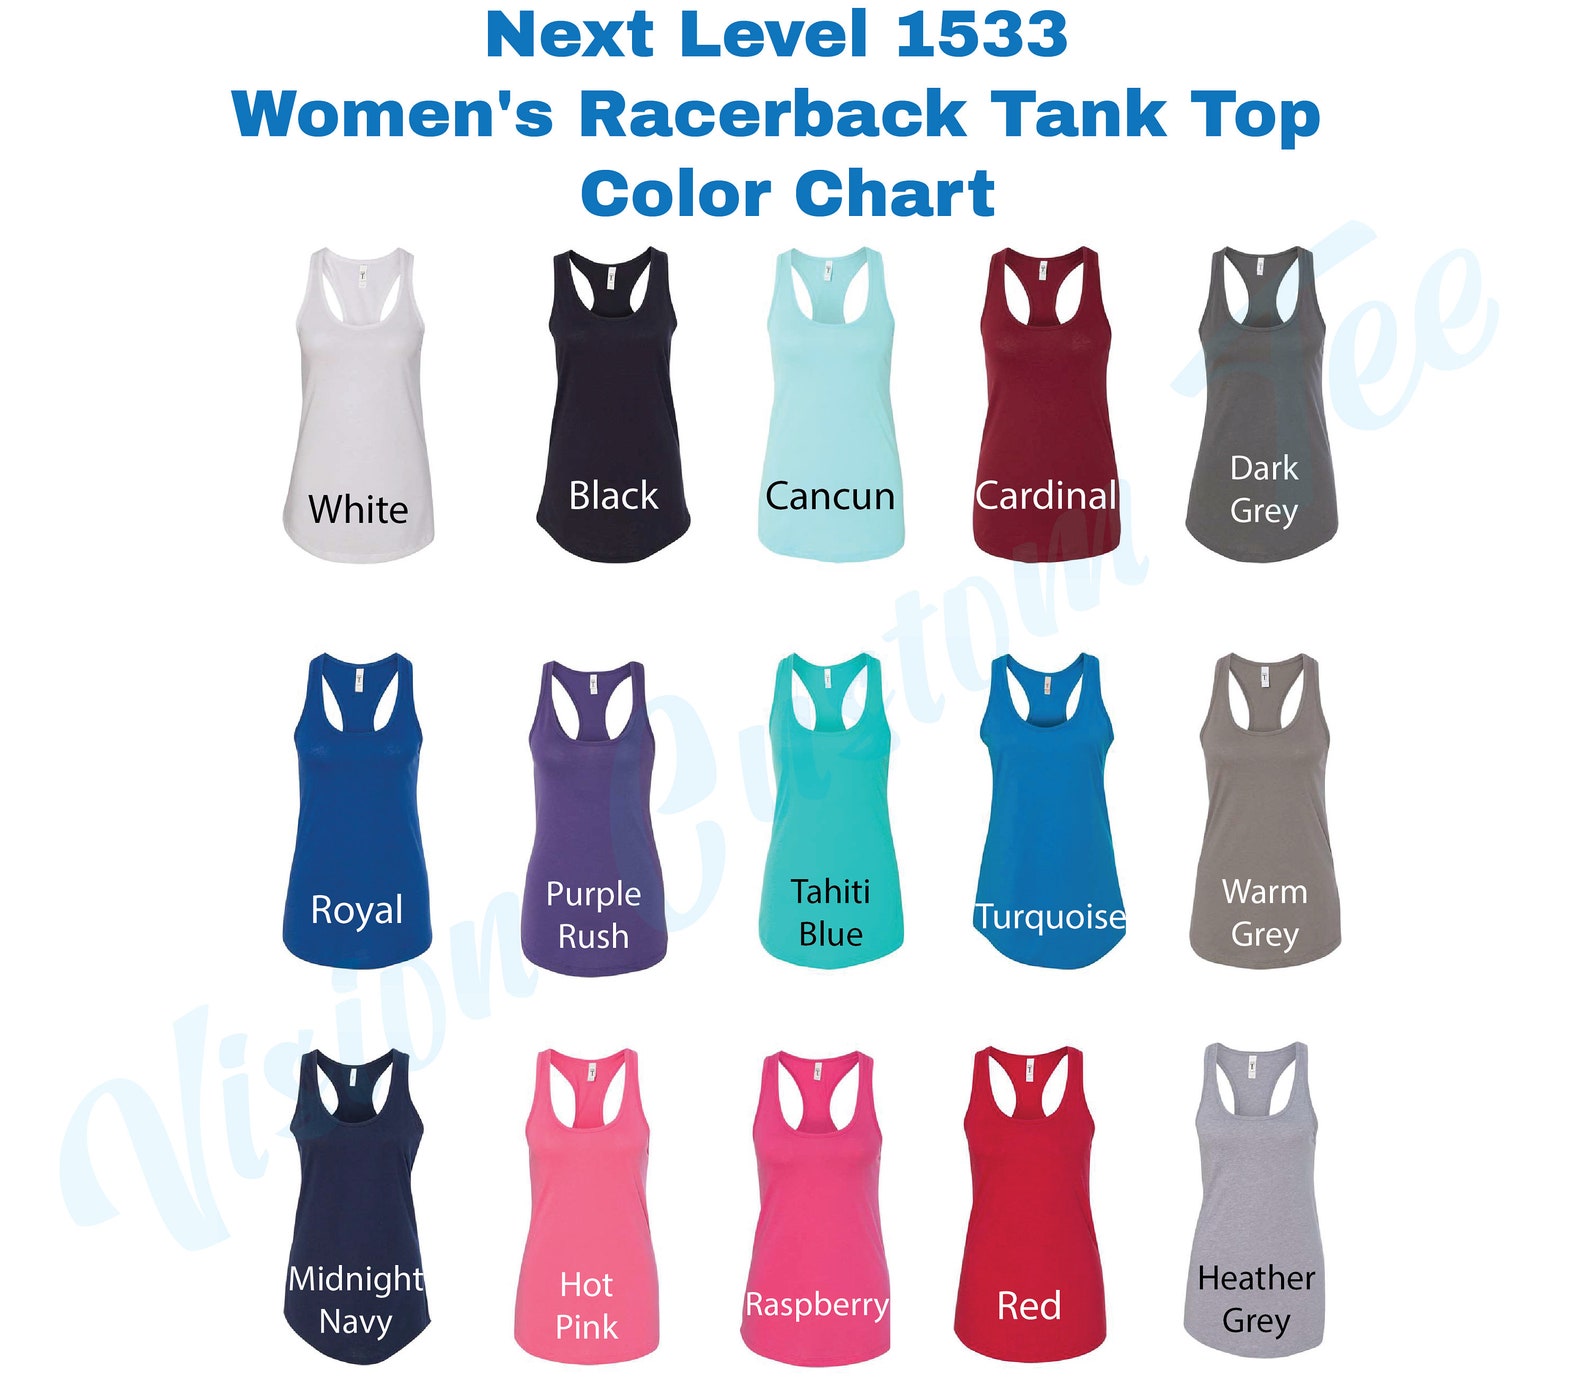 Next Level 1533
Women's Racerback Tank Top
Color Chart
White
Black
Cancun
Cardinal
Dark
Grey
Royal
Purple
Rush
Tahiti
Blue
Turquoise
Warm
Grey
Midnight
Navy
Hot
Pink
Raspberry
Red
Heather
Grey
Vision Custom Tee